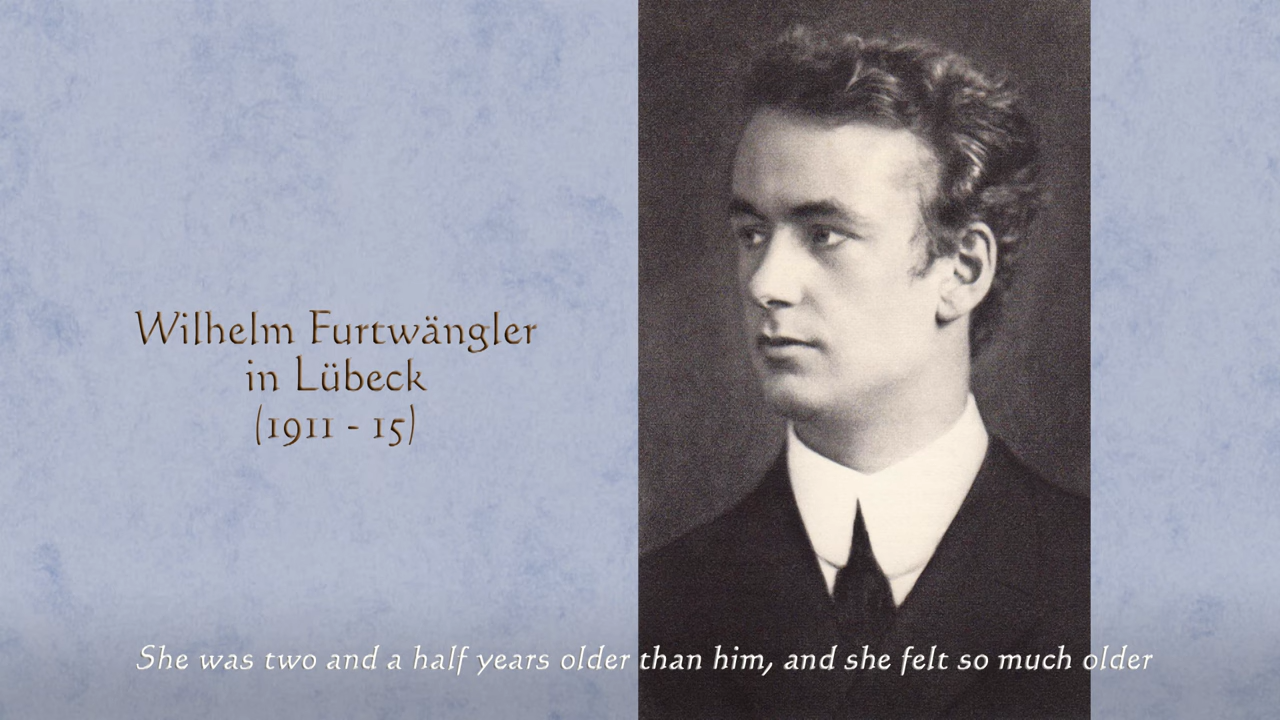 Wilhelm Furtwängler
in Lübeck
(1911 - 15)
She was two and a half years older than him, and she felt so much older